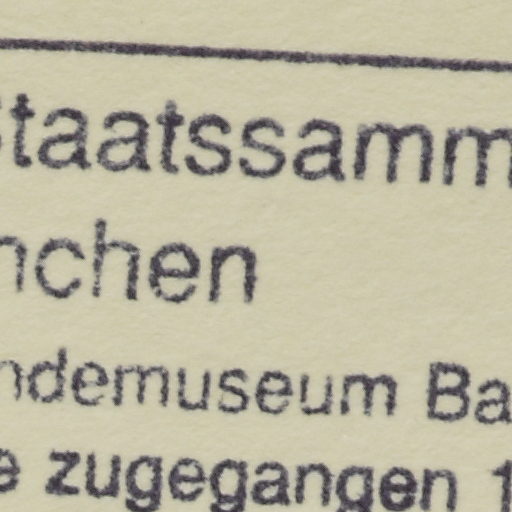 Staatssamm
nchen
ndemuseum Ba
e zugegangen 1